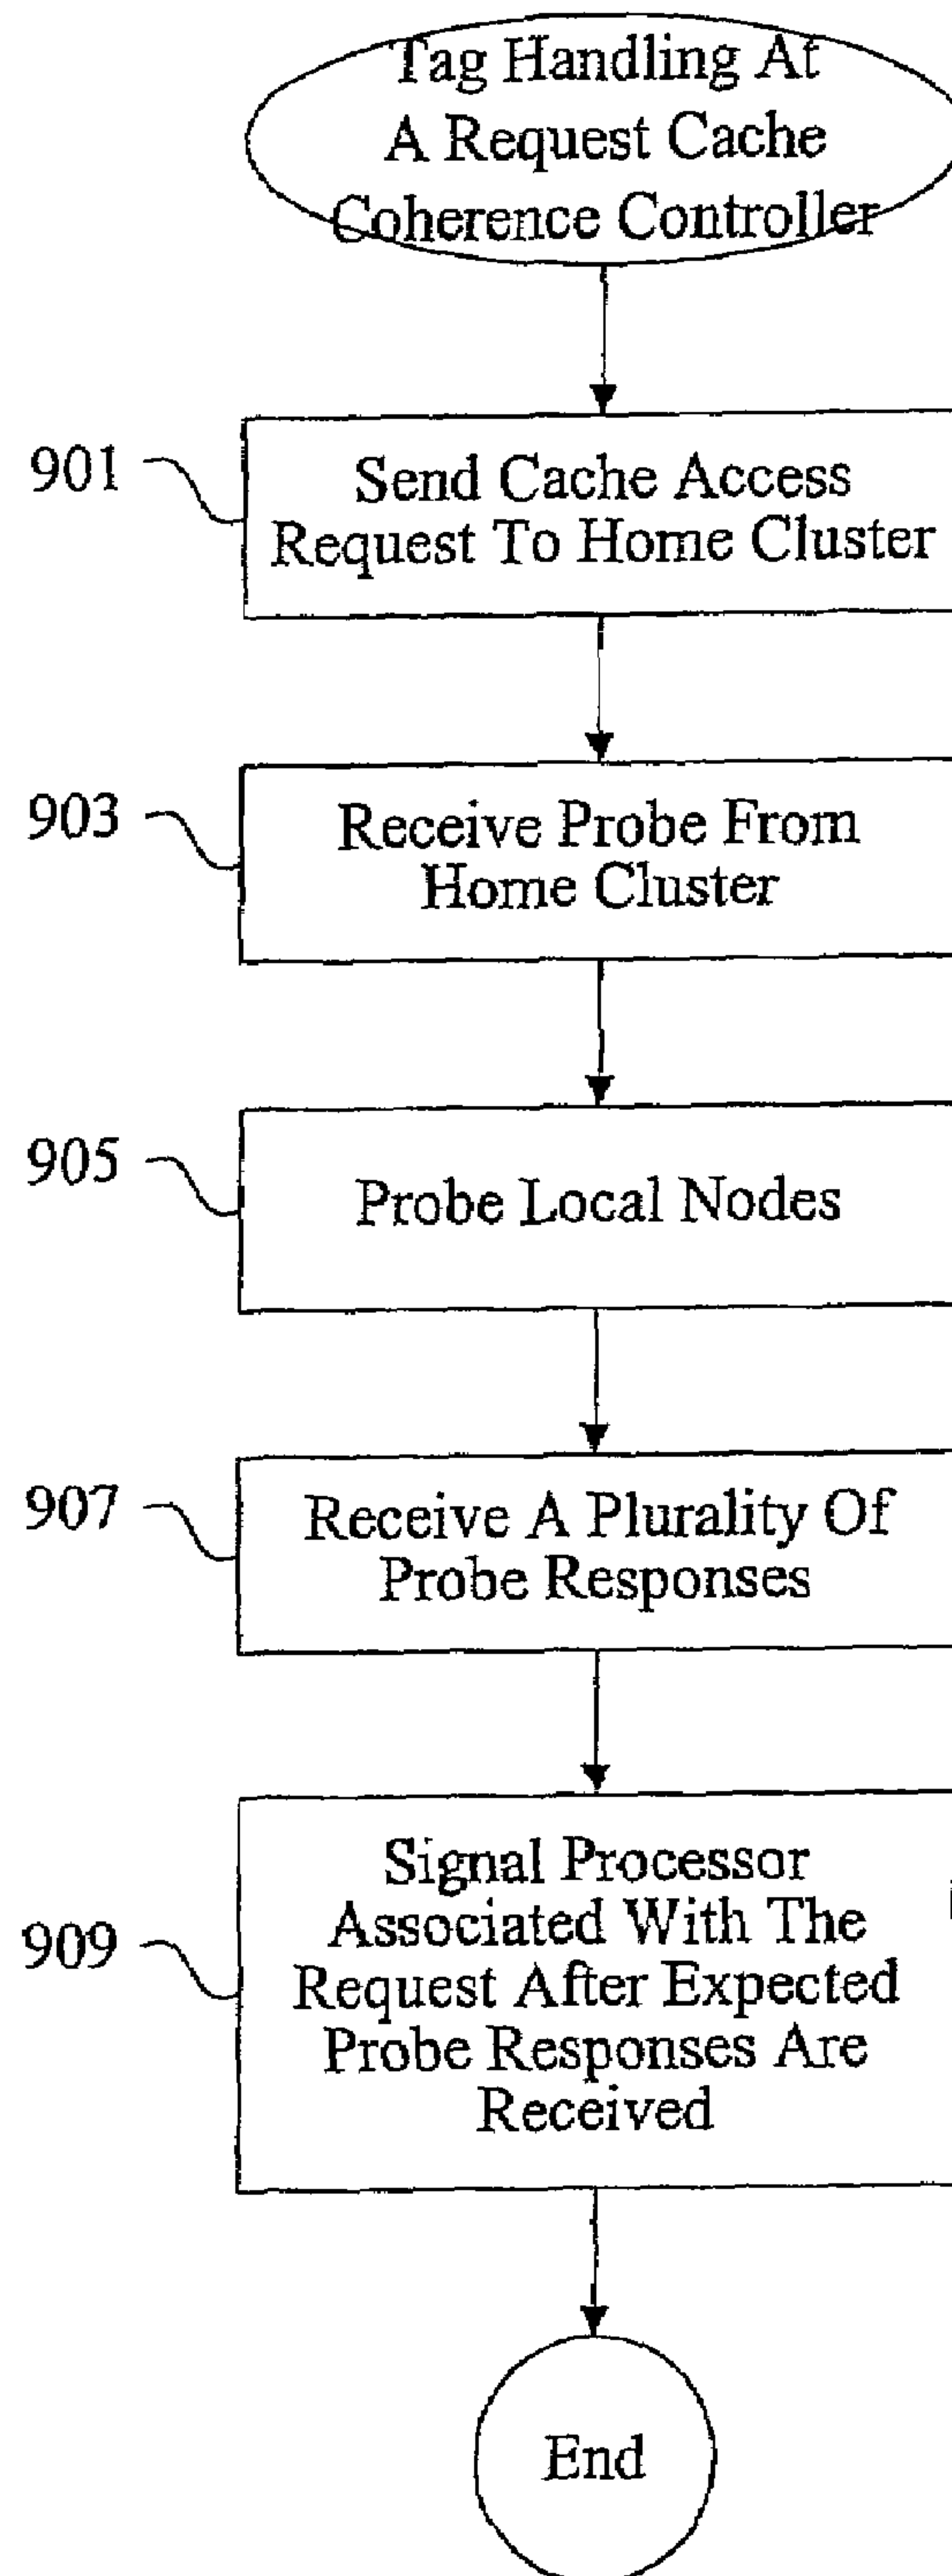 Tag Handling At
A Request Cache
Coherence Controller
901
Send Cache Access
Request To Home Cluster
903
Receive Probe From
Home Cluster
905
Probe Local Nodes
907
Receive A Plurality Of
Probe Responses
909
Signal Processor
Associated With The
Request After Expected
Probe Responses Are
Received
End